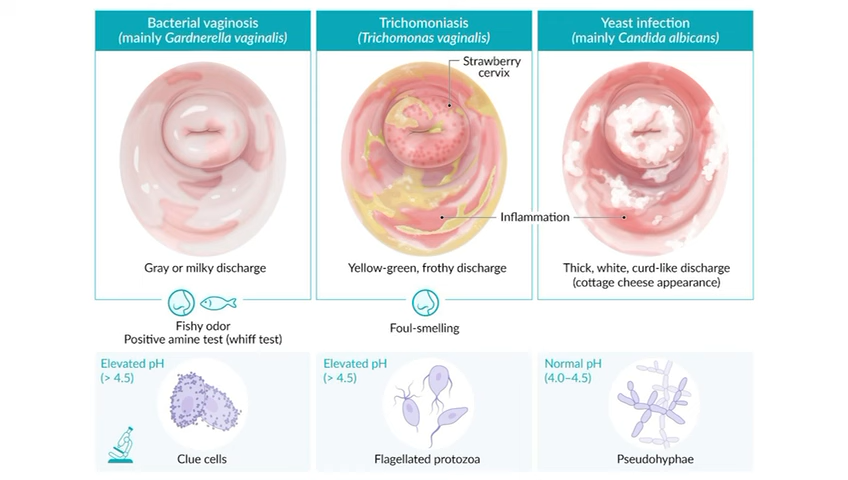 Bacterial vaginosis
(mainly Gardnerella vaginalis)
Trichomoniasis
(Trichomonas vaginalis)
Yeast infection
(mainly Candida albicans)
Strawberry
cervix
Inflammation
Gray or milky discharge
Yellow-green, frothy discharge
Thick, white, curd-like discharge
(cottage cheese appearance)
Fishy odor
Positive amine test (whiff test)
Foul-smelling
Elevated pH
(> 4.5)
Clue cells
Elevated pH
(> 4.5)
Flagellated protozoa
Normal pH
(4.0–4.5)
Pseudohyphae